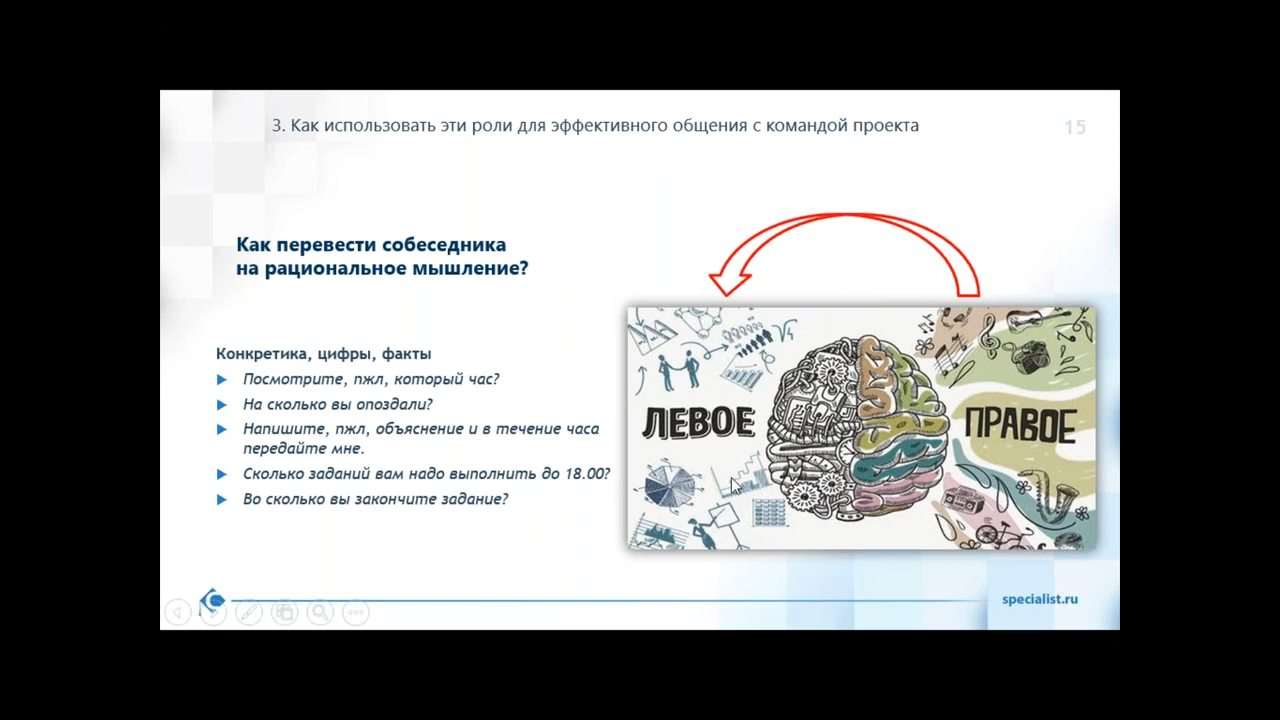 3. Как использовать эти роли для эффективного общения с командой проекта
15
Как перевести собеседника
на рациональное мышление?
Конкретика, цифры, факты
Посмотрите, пжл, который час?
На сколько вы опоздали?
Напишите, пжл, объяснение и в течение часа
передайте мне.
Сколько заданий вам надо выполнить до 18.00?
Во сколько вы закончите задание?
ЛЕВОЕ
ПРАВОЕ
specialist.ru